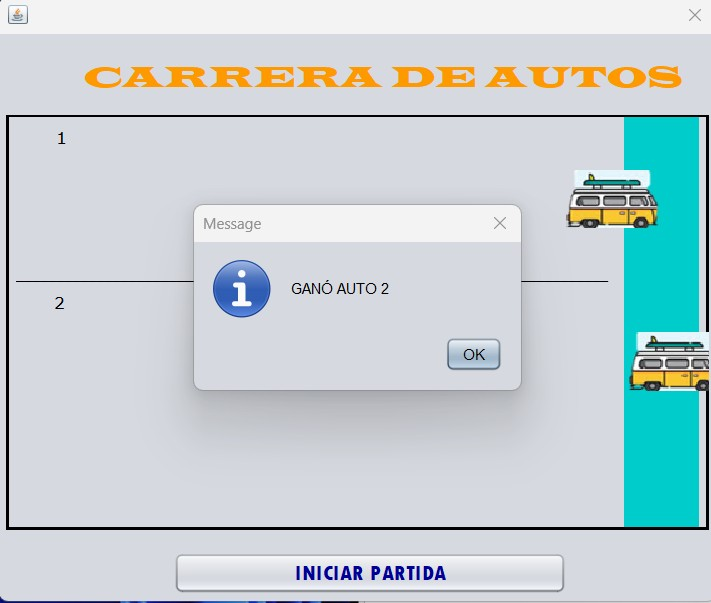 CARRERA DE AUTOS
1
Message
GANÓ AUTO 2
2
OK
INICIAR PARTIDA